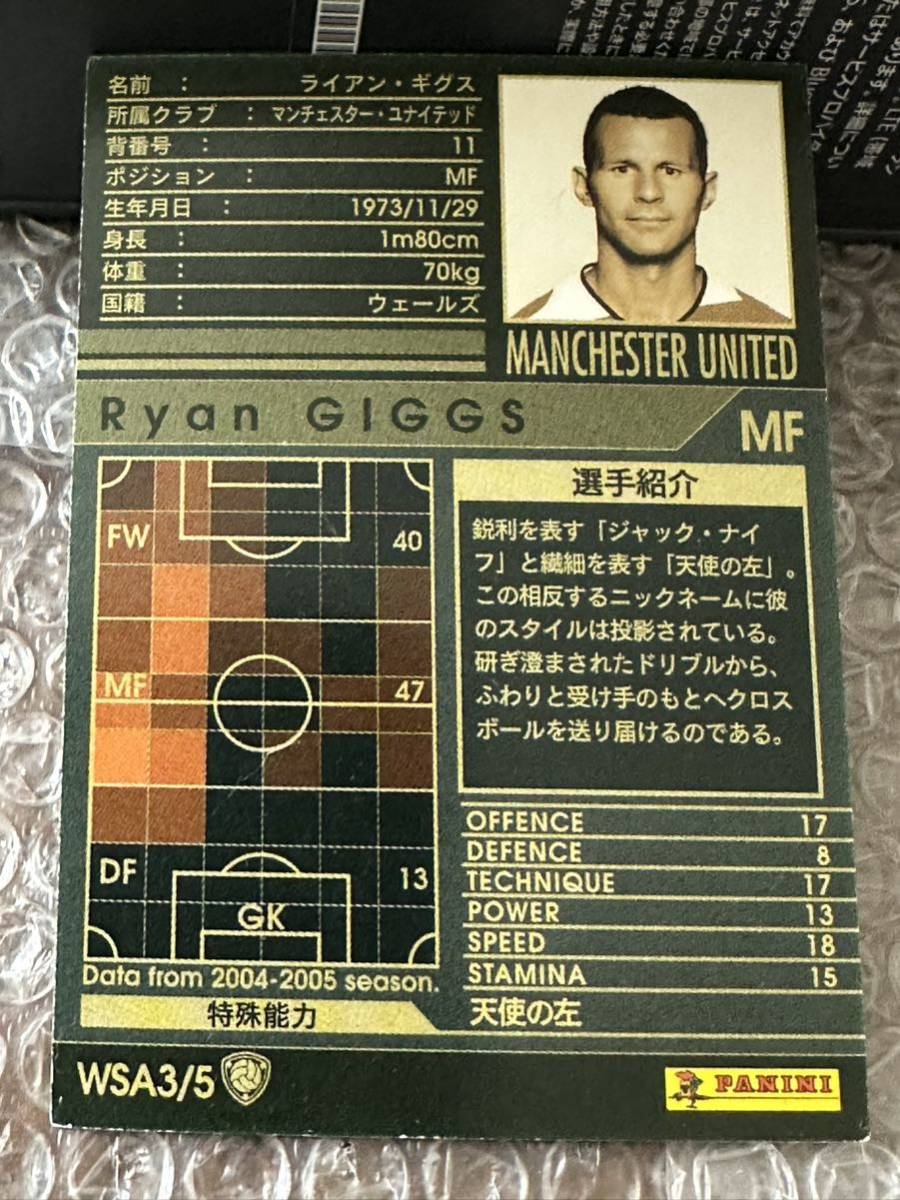 名前 : ライアン・ギグス
所属クラブ : マンチェスター・ユナイテッド
背番号 : 11
ポジション : MF
生年月日 : 1973/11/29
身長 : 1m80cm
体重 : 70kg
国籍 : ウェールズ
MANCHESTER UNITED
Ryan GIGGS
MF
FW 40
MF 47
DF 13
GK
Data from 2004-2005 season.
選手紹介
鋭利を表す「ジャック・ナイ
フ」と繊細を表す「天使の左」。
この相反するニックネームに彼
のスタイルは投影されている。
研ぎ澄まされたドリブルから、
ふわりと受け手のもとへクロス
ボールを送り届けるのである。
OFFENCE 17
DEFENCE 8
TECHNIQUE 17
POWER 13
SPEED 18
STAMINA 15
特殊能力 天使の左
WSA3/5
PANINI